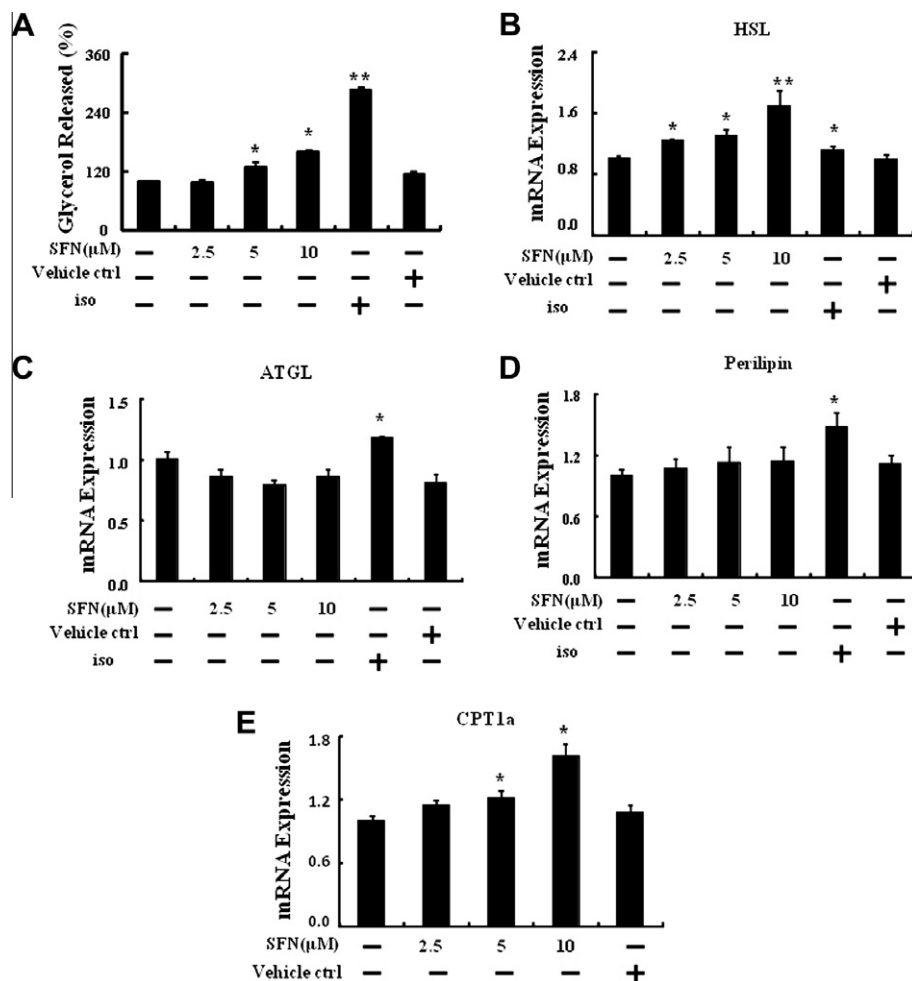 A
Glycerol Released (%)
360
240
120
0
**
*
*
SFN(μM) – 2.5 5 10 – –
Vehicle ctrl – – – – – +
iso – – – – + –
B
HSL
mRNA Expression
2.4
1.6
0.8
0.0
**
* * *
SFN(μM) – 2.5 5 10 – –
Vehicle ctrl – – – – – +
iso – – – – + –
C
ATGL
mRNA Expression
1.5
1.0
0.5
0.0
*
SFN(μM) – 2.5 5 10 – –
Vehicle ctrl – – – – – +
iso – – – – + –
D
Perilipin
mRNA Expression
1.8
1.2
0.6
0.0
*
SFN(μM) – 2.5 5 10 – –
Vehicle ctrl – – – – – +
iso – – – – + –
E
CPT1a
mRNA Expression
1.8
1.2
0.6
0.0
*
*
SFN(μM) – 2.5 5 10 –
Vehicle ctrl – – – – +